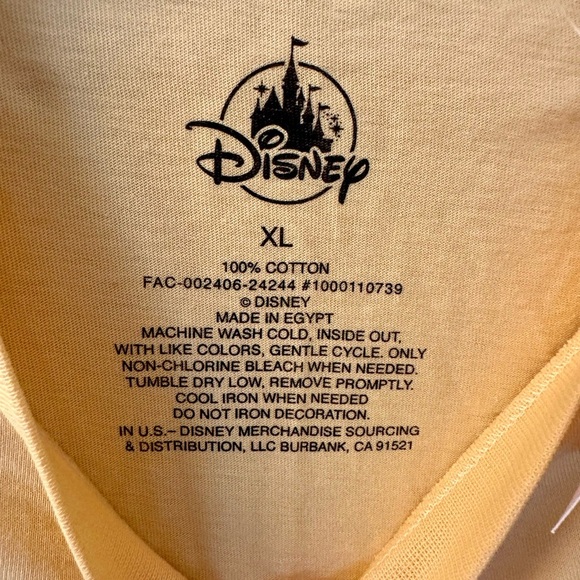 Disney
XL
100% COTTON
FAC-002406-24244 #1000110739
© DISNEY
MADE IN EGYPT
MACHINE WASH COLD, INSIDE OUT,
WITH LIKE COLORS, GENTLE CYCLE. ONLY
NON-CHLORINE BLEACH WHEN NEEDED.
TUMBLE DRY LOW, REMOVE PROMPTLY.
COOL IRON WHEN NEEDED
DO NOT IRON DECORATION.
IN U.S.– DISNEY MERCHANDISE SOURCING
& DISTRIBUTION, LLC BURBANK, CA 91521